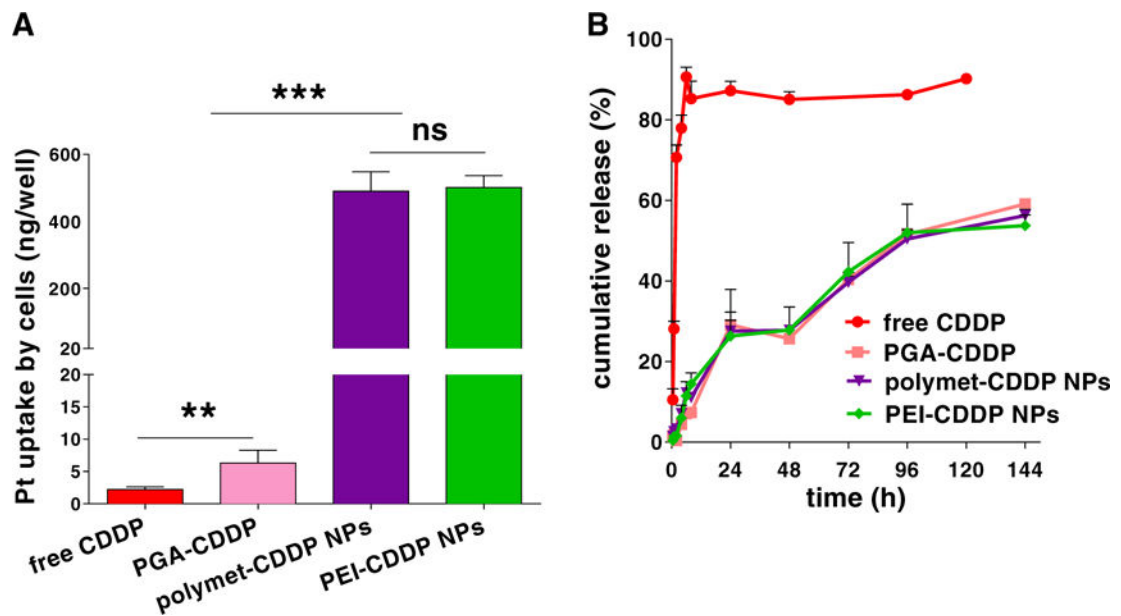 A
Pt uptake by cells (ng/well)
600
400
200
20
20
15
10
5
0
***
ns
**
free CDDP
PGA-CDDP
polymet-CDDP NPs
PEI-CDDP NPs
B
cumulative release (%)
100
80
60
40
20
0
0 24 48 72 96 120 144
time (h)
free CDDP
PGA-CDDP
polymet-CDDP NPs
PEI-CDDP NPs